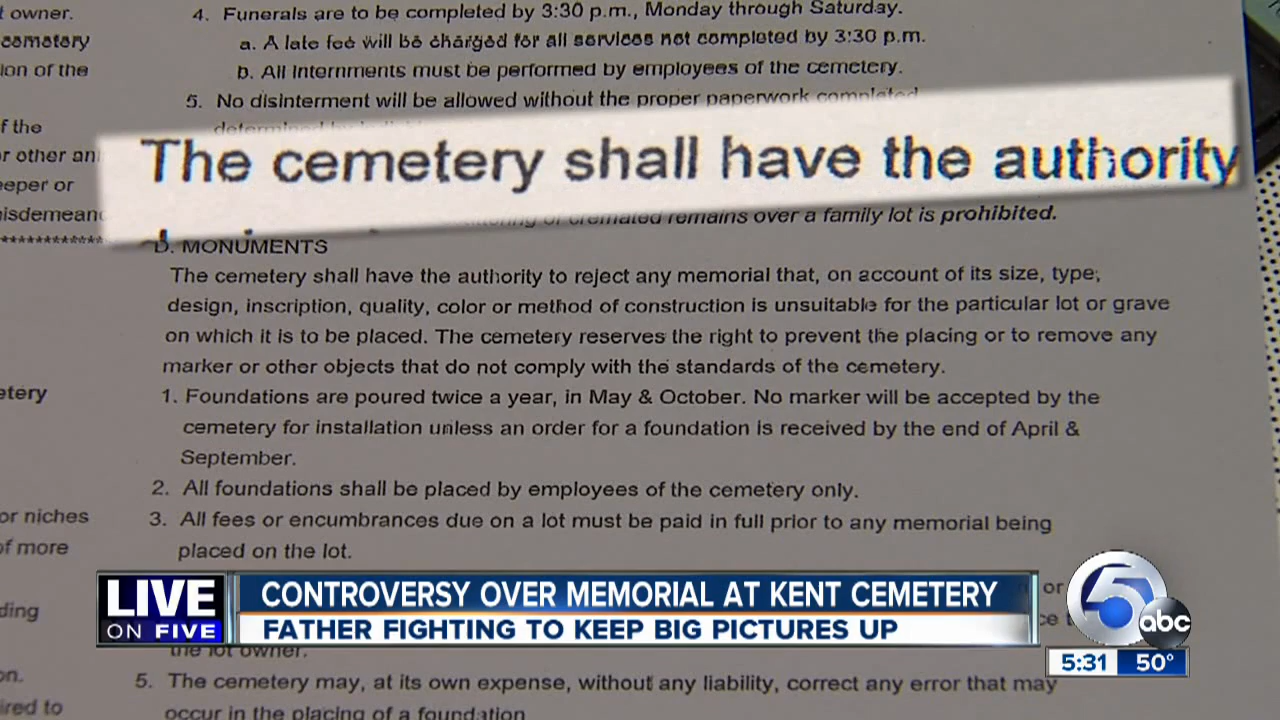 owner.
cemetery
ion of the
f the
or other an
eeper or
misdemean
*************
etery
or niches
of more
ding
on.
ired to
4. Funerals are to be completed by 3:30 p.m., Monday through Saturday.
a. A late fee will be charged for all services not completed by 3:30 p.m.
b. All Internments must be performed by employees of the cemetery.
5. No disinterment will be allowed without the proper paperwork completed
The cemetery shall have the authority
cremated remains over a family lot is prohibited.
D. MONUMENTS
The cemetery shall have the authority to reject any memorial that, on account of its size, type,
design, inscription, quality, color or method of construction is unsuitable for the particular lot or grave
on which it is to be placed. The cemetery reserves the right to prevent the placing or to remove any
marker or other objects that do not comply with the standards of the cemetery.
1. Foundations are poured twice a year, in May & October. No marker will be accepted by the
cemetery for installation unless an order for a foundation is received by the end of April &
September.
2. All foundations shall be placed by employees of the cemetery only.
3. All fees or encumbrances due on a lot must be paid in full prior to any memorial being
placed on the lot.
or
the lot owner.
5. The cemetery may, at its own expense, without any liability, correct any error that may
occur in the placing of a foundation
LIVE
ON FIVE
CONTROVERSY OVER MEMORIAL AT KENT CEMETERY
FATHER FIGHTING TO KEEP BIG PICTURES UP
5
abc
5:31 50°